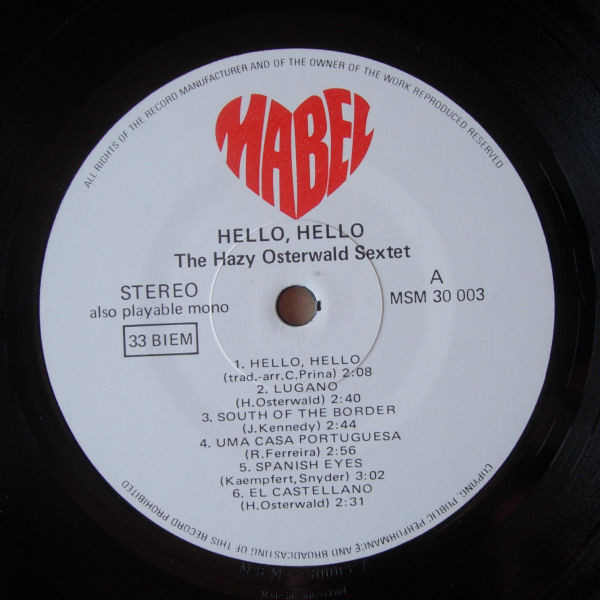 ALL RIGHTS OF THE RECORD MANUFACTURER AND OF THE OWNER OF THE WORK REPRODUCED RESERVED
MABEL
HELLO, HELLO
The Hazy Osterwald Sextet
STEREO
also playable mono
33 BIEM
A
MSM 30 003
1. HELLO, HELLO
(trad.-arr.C.Prina) 2:08
2. LUGANO
(H.Osterwald) 2:40
3. SOUTH OF THE BORDER
(J.Kennedy) 2:44
4. UMA CASA PORTUGUESA
(R.Ferreira) 2:56
5. SPANISH EYES
(Kaempfert, Snyder) 3:02
6. EL CASTELLANO
(H.Osterwald) 2:31
COPYING, PUBLIC PERFORMANCE AND BROADCASTING OF THIS RECORD PROHIBITED
MSM
Made in Switzerland